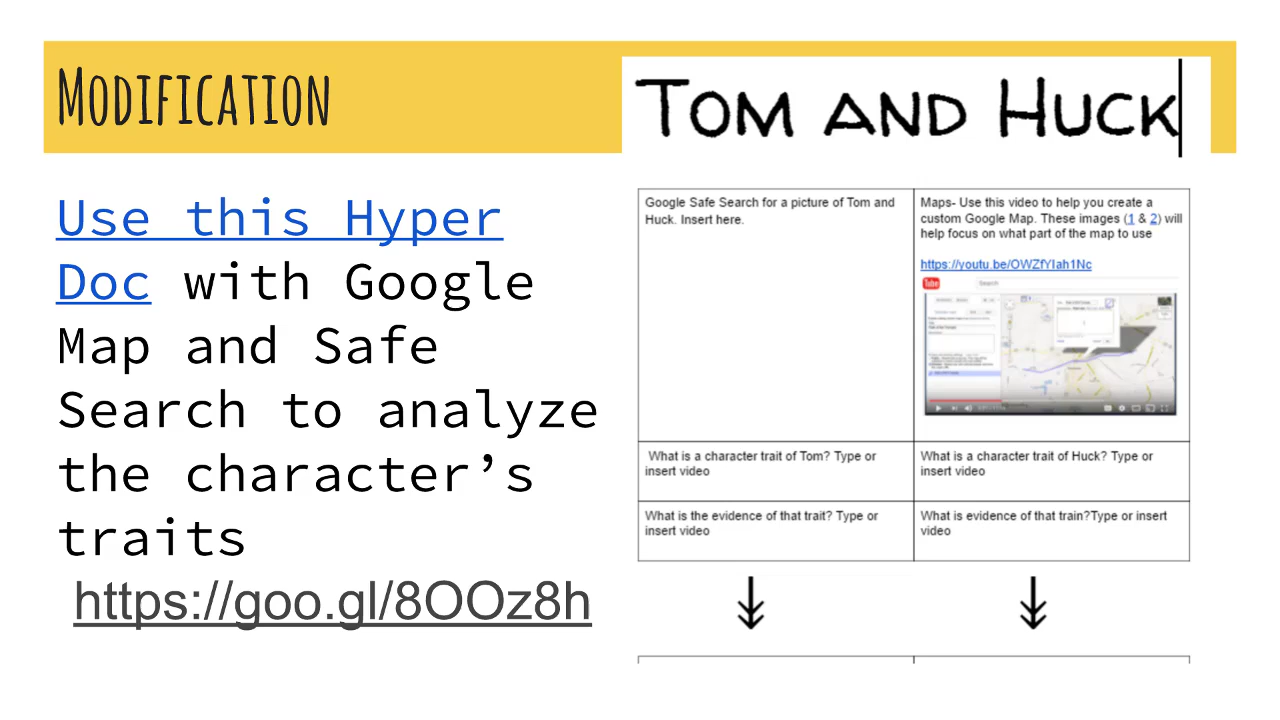 Modification
Use this Hyper
Doc with Google
Map and Safe
Search to analyze
the character’s
traits
https://goo.gl/8OOz8h
Tom and Huck
Google Safe Search for a picture of Tom and
Huck. Insert here.
Maps- Use this video to help you create a
custom Google Map. These images (1 & 2) will
help focus on what part of the map to use
https://youtu.be/OWZfYIah1Nc
Tube
Search
What is a character trait of Tom? Type or
insert video
What is a character trait of Huck? Type or
insert video
What is the evidence of that trait? Type or
insert video
What is evidence of that train?Type or insert
video